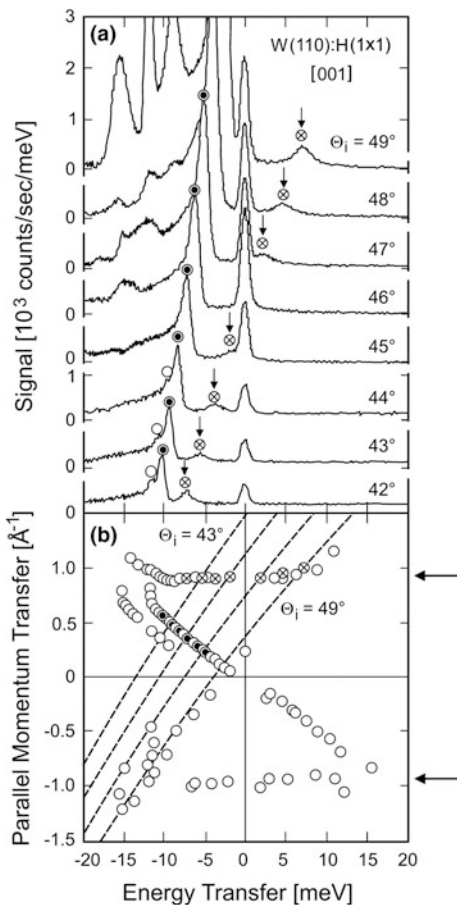 (a)
W(110):H(1x1)
[001]
Θi = 49°
48°
47°
46°
45°
44°
43°
42°
3
2
1
0
0
0
0
0
1
0
1
0
0
Signal [10³ counts/sec/meV]
(b)
Θi = 43°
Θi = 49°
1.0
0.5
0
-0.5
-1.0
-1.5
Parallel Momentum Transfer [Å⁻¹]
-20 -15 -10 -5 0 5 10 15 20
Energy Transfer [meV]